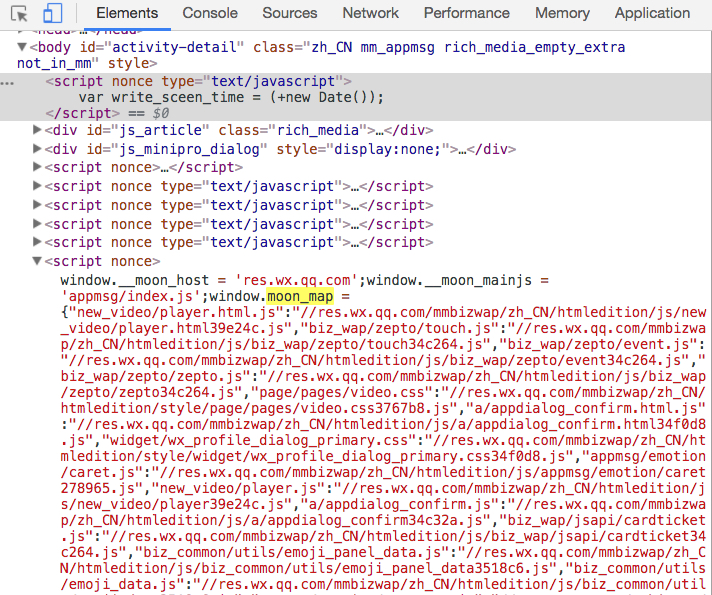 Elements Console Sources Network Performance Memory Application
<head>…</head>
<body id="activity-detail" class="zh_CN mm_appmsg rich_media_empty_extra
not_in_mm" style>
… <script nonce type="text/javascript">
var write_sceen_time = (+new Date());
</script> == $0
<div id="js_article" class="rich_media">…</div>
<div id="js_minipro_dialog" style="display:none;">…</div>
<script nonce>…</script>
<script nonce type="text/javascript">…</script>
<script nonce type="text/javascript">…</script>
<script nonce type="text/javascript">…</script>
<script nonce type="text/javascript">…</script>
<script nonce>
window.__moon_host = 'res.wx.qq.com';window.__moon_mainjs =
'appmsg/index.js';window.moon_map =
{"new_video/player.html.js":"//res.wx.qq.com/mmbizwap/zh_CN/htmledition/js/new
_video/player.html39e24c.js","biz_wap/zepto/touch.js":"//res.wx.qq.com/mmbizwa
p/zh_CN/htmledition/js/biz_wap/zepto/touch34c264.js","biz_wap/zepto/event.js":
"//res.wx.qq.com/mmbizwap/zh_CN/htmledition/js/biz_wap/zepto/event34c264.js","
biz_wap/zepto/zepto.js":"//res.wx.qq.com/mmbizwap/zh_CN/htmledition/js/biz_wap
/zepto/zepto34c264.js","page/pages/video.css":"//res.wx.qq.com/mmbizwap/zh_CN/
htmledition/style/page/pages/video.css3767b8.js","a/appdialog_confirm.html.js"
:"//res.wx.qq.com/mmbizwap/zh_CN/htmledition/js/a/appdialog_confirm.html34f0d8
.js","widget/wx_profile_dialog_primary.css":"//res.wx.qq.com/mmbizwap/zh_CN/ht
mledition/style/widget/wx_profile_dialog_primary.css34f0d8.js","appmsg/emotion
/caret.js":"//res.wx.qq.com/mmbizwap/zh_CN/htmledition/js/appmsg/emotion/caret
278965.js","new_video/player.js":"//res.wx.qq.com/mmbizwap/zh_CN/htmledition/j
s/new_video/player39e24c.js","a/appdialog_confirm.js":"//res.wx.qq.com/mmbizwa
p/zh_CN/htmledition/js/a/appdialog_confirm34c32a.js","biz_wap/jsapi/cardticket
.js":"//res.wx.qq.com/mmbizwap/zh_CN/htmledition/js/biz_wap/jsapi/cardticket34
c264.js","biz_common/utils/emoji_panel_data.js":"//res.wx.qq.com/mmbizwap/zh_C
N/htmledition/js/biz_common/utils/emoji_panel_data3518c6.js","biz_common/utils
/emoji_data.js":"//res.wx.qq.com/mmbizwap/zh_CN/htmledition/js/biz_common/util